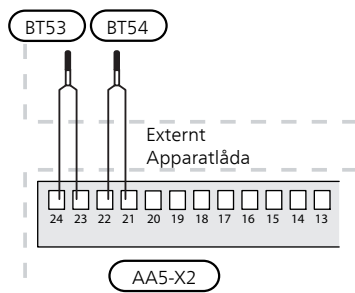 BT53 BT54
Externt
Apparatlåda
24 23 22 21 20 19 18 17 16 15 14 13
AA5-X2